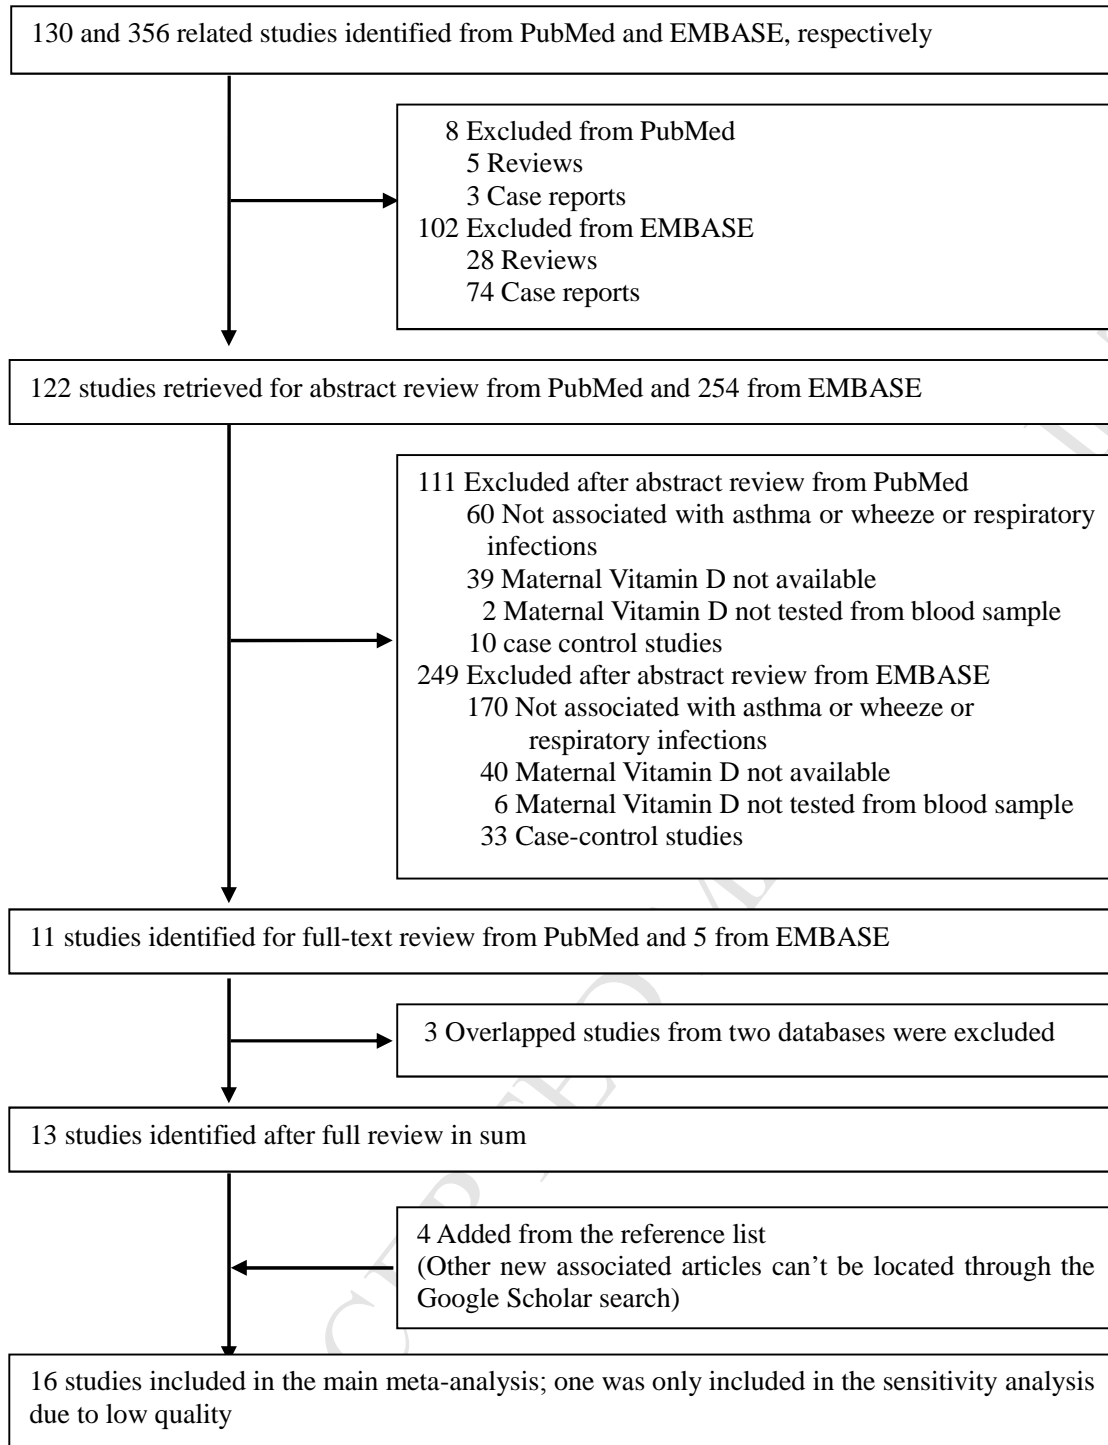 130 and 356 related studies identified from PubMed and EMBASE, respectively
8 Excluded from PubMed
5 Reviews
3 Case reports
102 Excluded from EMBASE
28 Reviews
74 Case reports
122 studies retrieved for abstract review from PubMed and 254 from EMBASE
111 Excluded after abstract review from PubMed
60 Not associated with asthma or wheeze or respiratory
infections
39 Maternal Vitamin D not available
2 Maternal Vitamin D not tested from blood sample
10 case control studies
249 Excluded after abstract review from EMBASE
170 Not associated with asthma or wheeze or
respiratory infections
40 Maternal Vitamin D not available
6 Maternal Vitamin D not tested from blood sample
33 Case-control studies
11 studies identified for full-text review from PubMed and 5 from EMBASE
3 Overlapped studies from two databases were excluded
13 studies identified after full review in sum
4 Added from the reference list
(Other new associated articles can't be located through the
Google Scholar search)
16 studies included in the main meta-analysis; one was only included in the sensitivity analysis
due to low quality